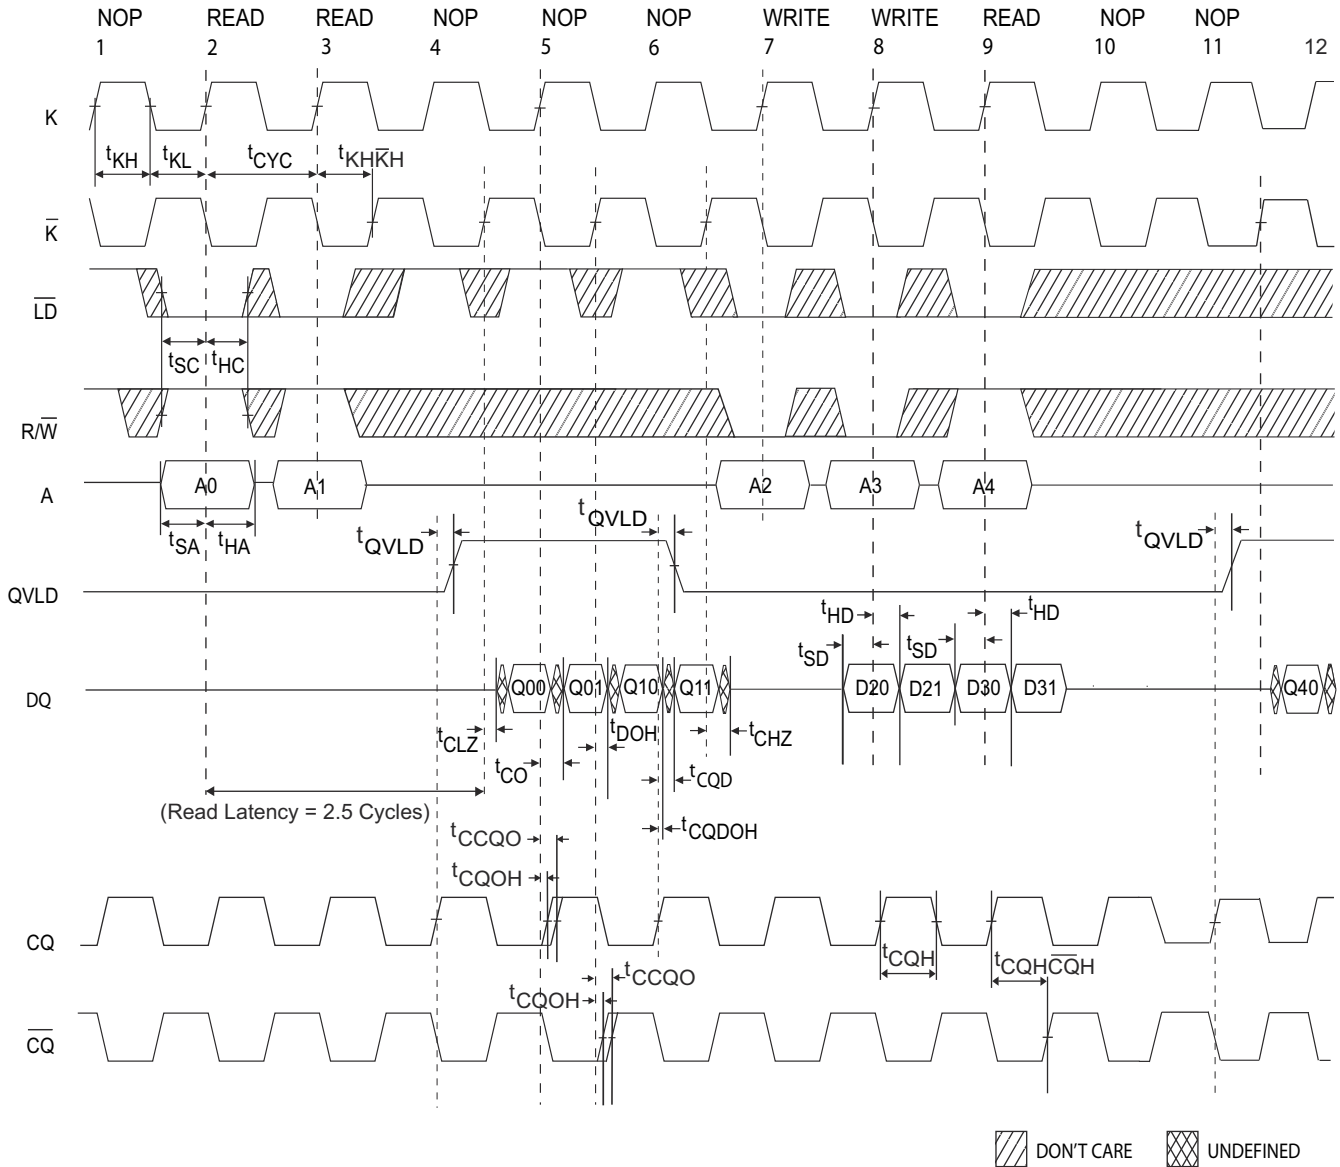 NOP READ READ NOP NOP NOP WRITE WRITE READ NOP NOP
1 2 3 4 5 6 7 8 9 10 11 12
K
tKH tKL tCYC tKHK̅H
K̅
L̅D̅
tSC tHC
R/W̅
A A0 A1 A2 A3 A4
tSA tHA tQVLD tQVLD tQVLD
QVLD
tHD tHD
tSD tSD
DQ Q00 Q01 Q10 Q11 D20 D21 D30 D31 Q40
tCLZ tDOH tCHZ
tCO tCQD
(Read Latency = 2.5 Cycles)
tCCQO tCQDOH
tCQOH
CQ
tCQH tCQHC̅Q̅H
tCCQO
tCQOH
C̅Q̅
DON'T CARE UNDEFINED